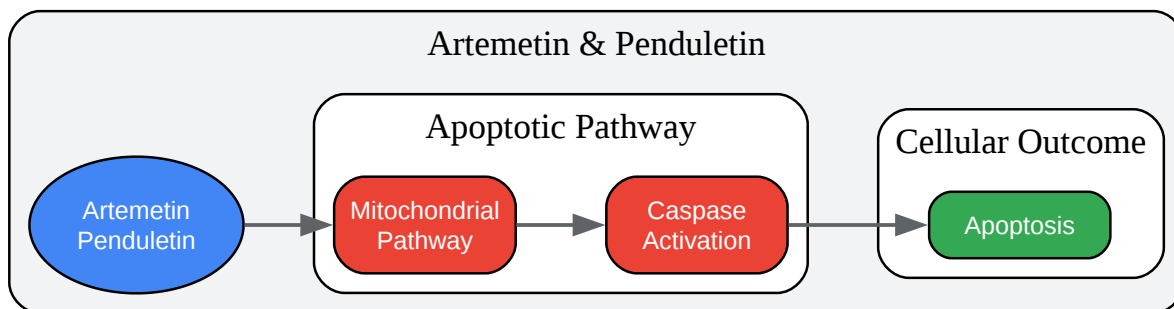 Artemetin & Penduletin
Apoptotic Pathway
Cellular Outcome
Artemetin
Penduletin
Mitochondrial
Pathway
Caspase
Activation
Apoptosis